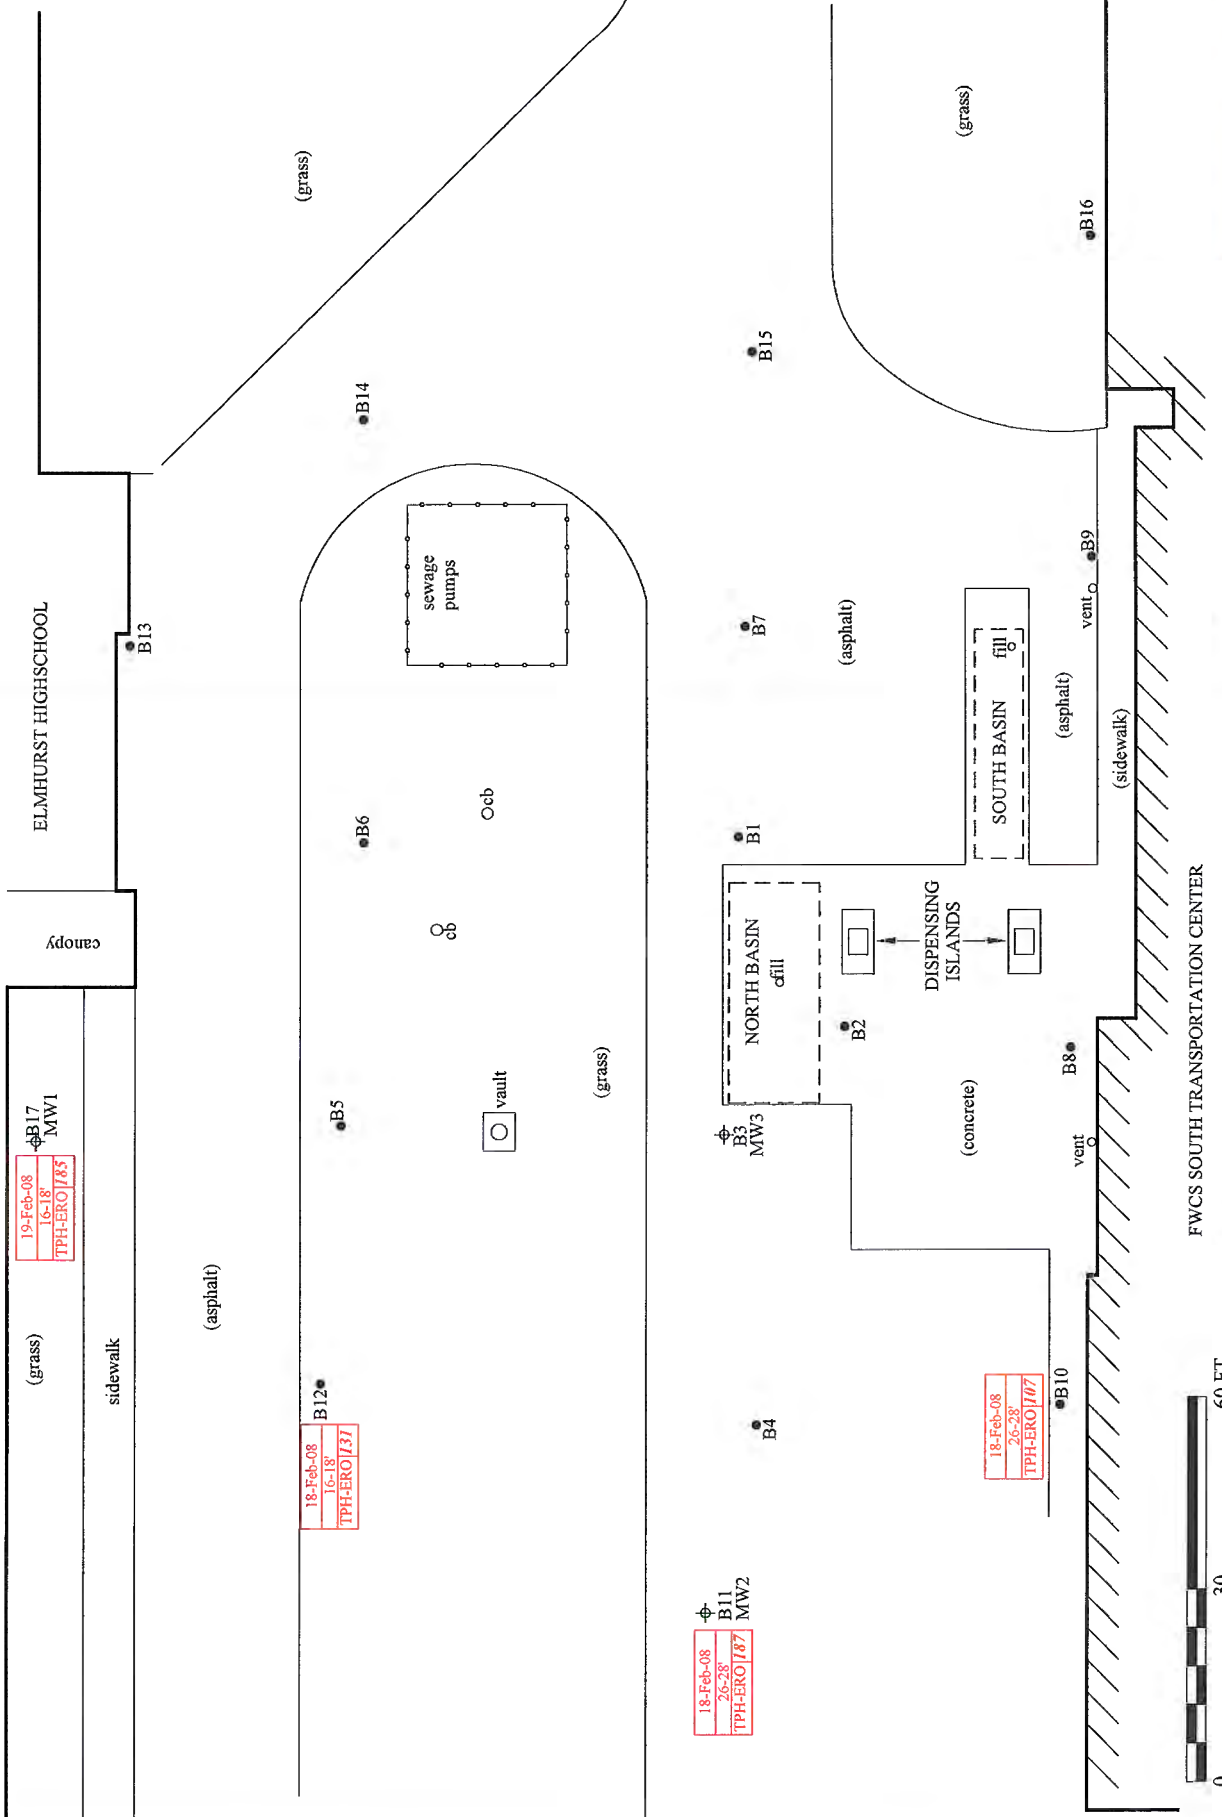 ELMHURST HIGHSCHOOL
canopy
(grass)
sidewalk
(asphalt)
B17
MW1
19-Feb-08
16-18'
TPH-ERO 185
B13
(grass)
B14
B12
18-Feb-08
16-18'
TPH-ERO 131
B5
B6
cb
cb
vault
(grass)
sewage
pumps
B11
MW2
18-Feb-08
26-28'
TPH-ERO 187
B4
B3
MW3
NORTH BASIN
fill
B1
B7
B15
B2
(asphalt)
DISPENSING
ISLANDS
(concrete)
SOUTH BASIN
fill
(grass)
B10
18-Feb-08
26-28'
TPH-ERO 107
B8
vent
vent
B9
B16
(asphalt)
(sidewalk)
FWCS SOUTH TRANSPORTATION CENTER
0
30
60 FT